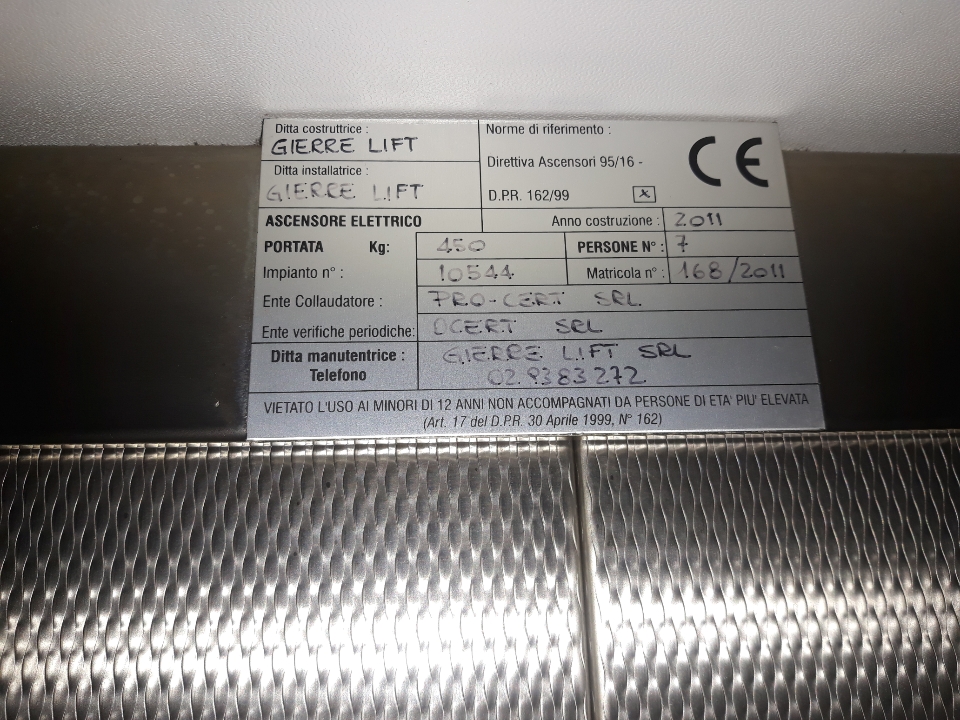 Ditta costruttrice :
GIERRE LIFT
Ditta installatrice :
GIERRE LIFT
Norme di riferimento :
Direttiva Ascensori 95/16 -
D.P.R. 162/99 x
CE
ASCENSORE ELETTRICO
Anno costruzione : 2011
PORTATA Kg: 450
PERSONE N° : 7
Impianto n° : 10544
Matricola n° : 168/2011
Ente Collaudatore : PRO-CERT SRL
Ente verifiche periodiche: OCERT SRL
Ditta manutentrice : GIERRE LIFT SRL
Telefono 02.9383272
VIETATO L'USO AI MINORI DI 12 ANNI NON ACCOMPAGNATI DA PERSONE DI ETA' PIU' ELEVATA
(Art. 17 del D.P.R. 30 Aprile 1999, N° 162)